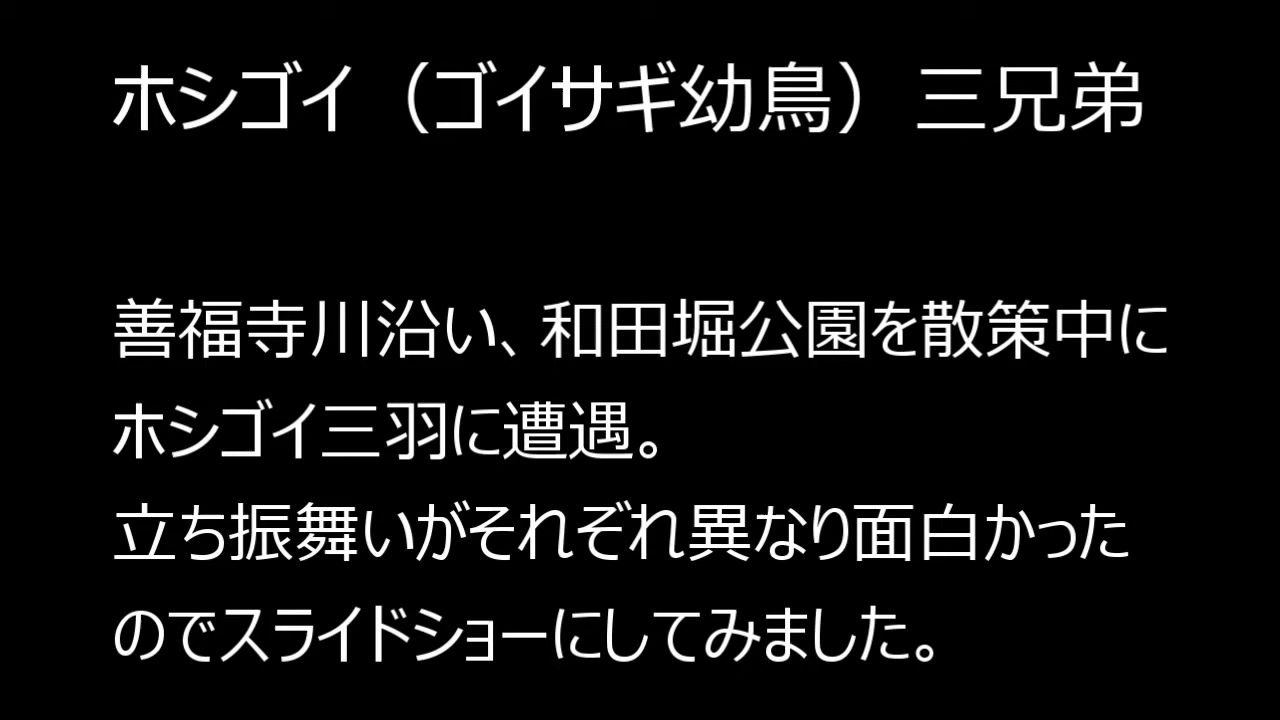 ホシゴイ（ゴイサギ幼鳥）三兄弟
善福寺川沿い、和田堀公園を散策中に
ホシゴイ三羽に遭遇。
立ち振舞いがそれぞれ異なり面白かった
のでスライドショーにしてみました。